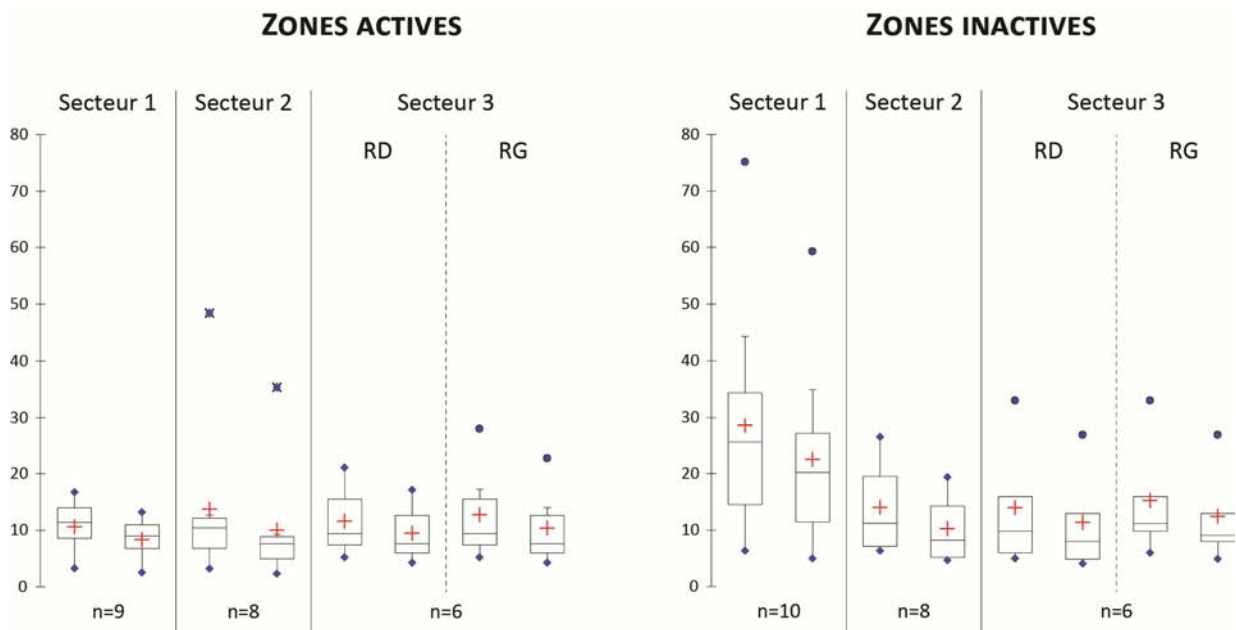 ZONES ACTIVES
ZONES INACTIVES
Secteur 1
Secteur 2
Secteur 3
Secteur 1
Secteur 2
Secteur 3
RD
RG
RD
RG
80
70
60
50
40
30
20
10
0
80
70
60
50
40
30
20
10
0
n=9
n=8
n=6
n=10
n=8
n=6